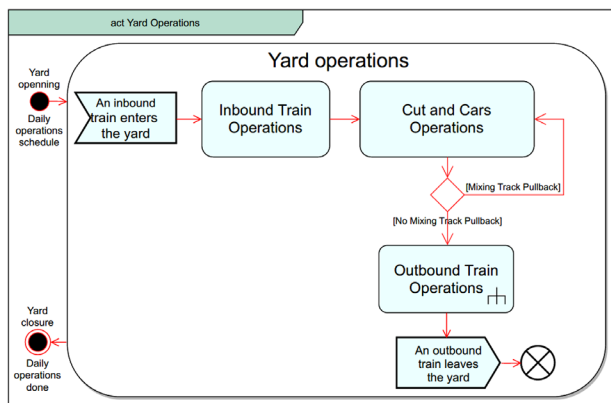 act Yard Operations
Yard operations
Yard
openning
Daily
operations
schedule
An inbound
train enters
the yard
Inbound Train
Operations
Cut and Cars
Operations
[Mixing Track Pullback]
[No Mixing Track Pullback]
Outbound Train
Operations
Yard
closure
Daily
operations
done
An outbound
train leaves
the yard